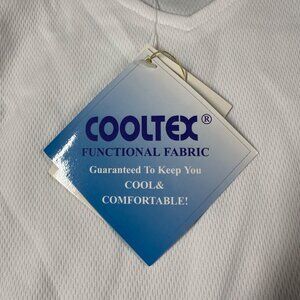 COOLTEX®
FUNCTIONAL FABRIC
Guaranteed To Keep You
COOL&
COMFORTABLE!